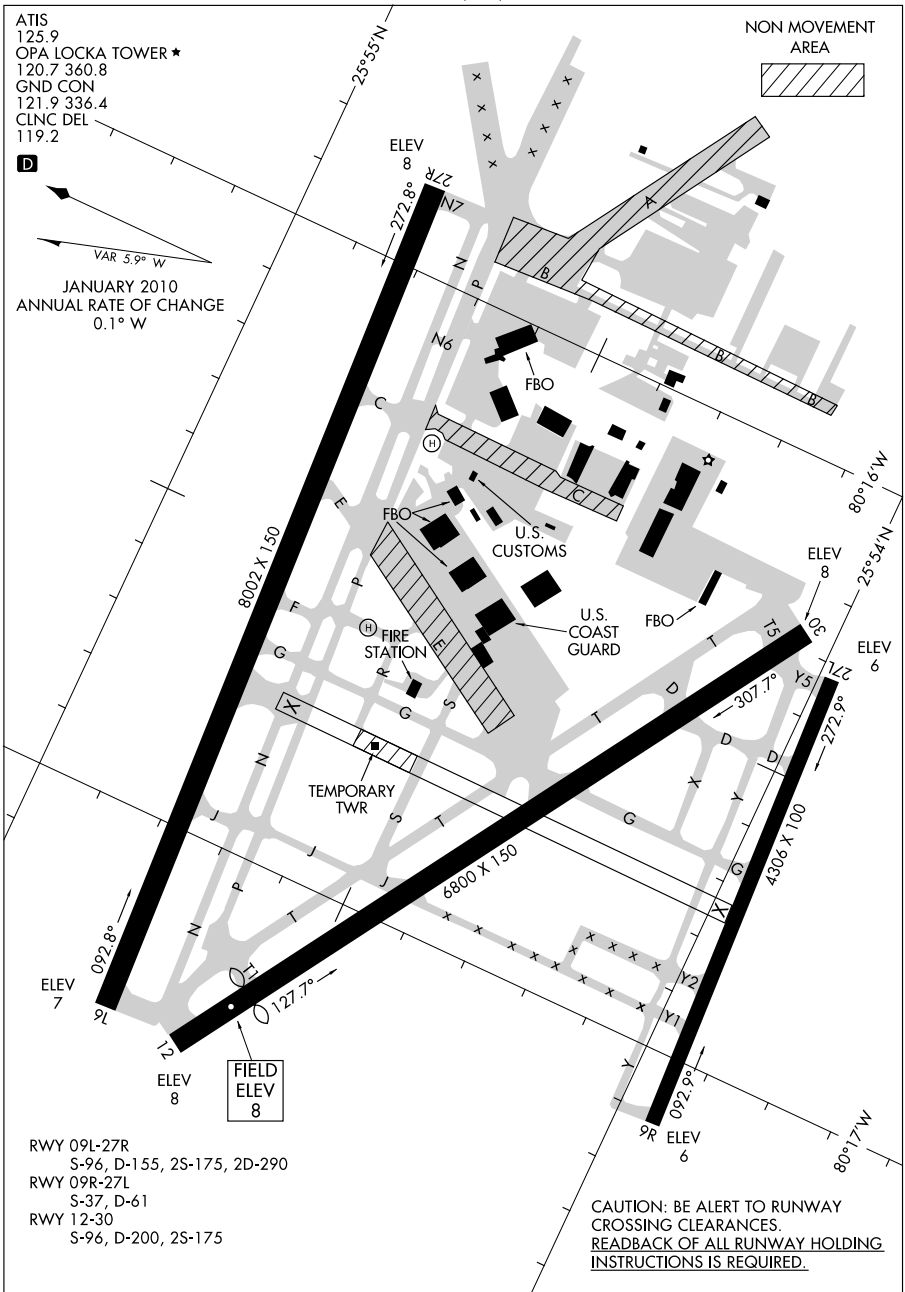 ATIS
125.9
OPA LOCKA TOWER ★
120.7 360.8
GND CON
121.9 336.4
CLNC DEL
119.2
D
VAR 5.9° W
JANUARY 2010
ANNUAL RATE OF CHANGE
0.1° W
25°55'N
NON MOVEMENT
AREA
ELEV
8
27R
272.8°
N7
A
B
N
P
B
N6
FBO
B
B
C
H
80°16'W
C
E
FBO
U.S.
CUSTOMS
25°54'N
8002 X 150
P
ELEV
8
F
H
FIRE
STATION
E
U.S.
COAST
GUARD
FBO
T5
30
T
ELEV
6
G
R
G
S
D
307.7°
Y5
27L
272.9°
X
T
D
D
N
TEMPORARY
TWR
X
Y
J
S
T
G
J
6800 X 150
G
4306 X 100
P
J
X
N
T
092.8°
T1
127.7°
Y2
Y1
ELEV
7
9L
12
ELEV
8
FIELD
ELEV
8
Y
092.9°
9R
ELEV
6
80°17'W
RWY 09L-27R
S-96, D-155, 2S-175, 2D-290
RWY 09R-27L
S-37, D-61
RWY 12-30
S-96, D-200, 2S-175
CAUTION: BE ALERT TO RUNWAY
CROSSING CLEARANCES.
READBACK OF ALL RUNWAY HOLDING
INSTRUCTIONS IS REQUIRED.